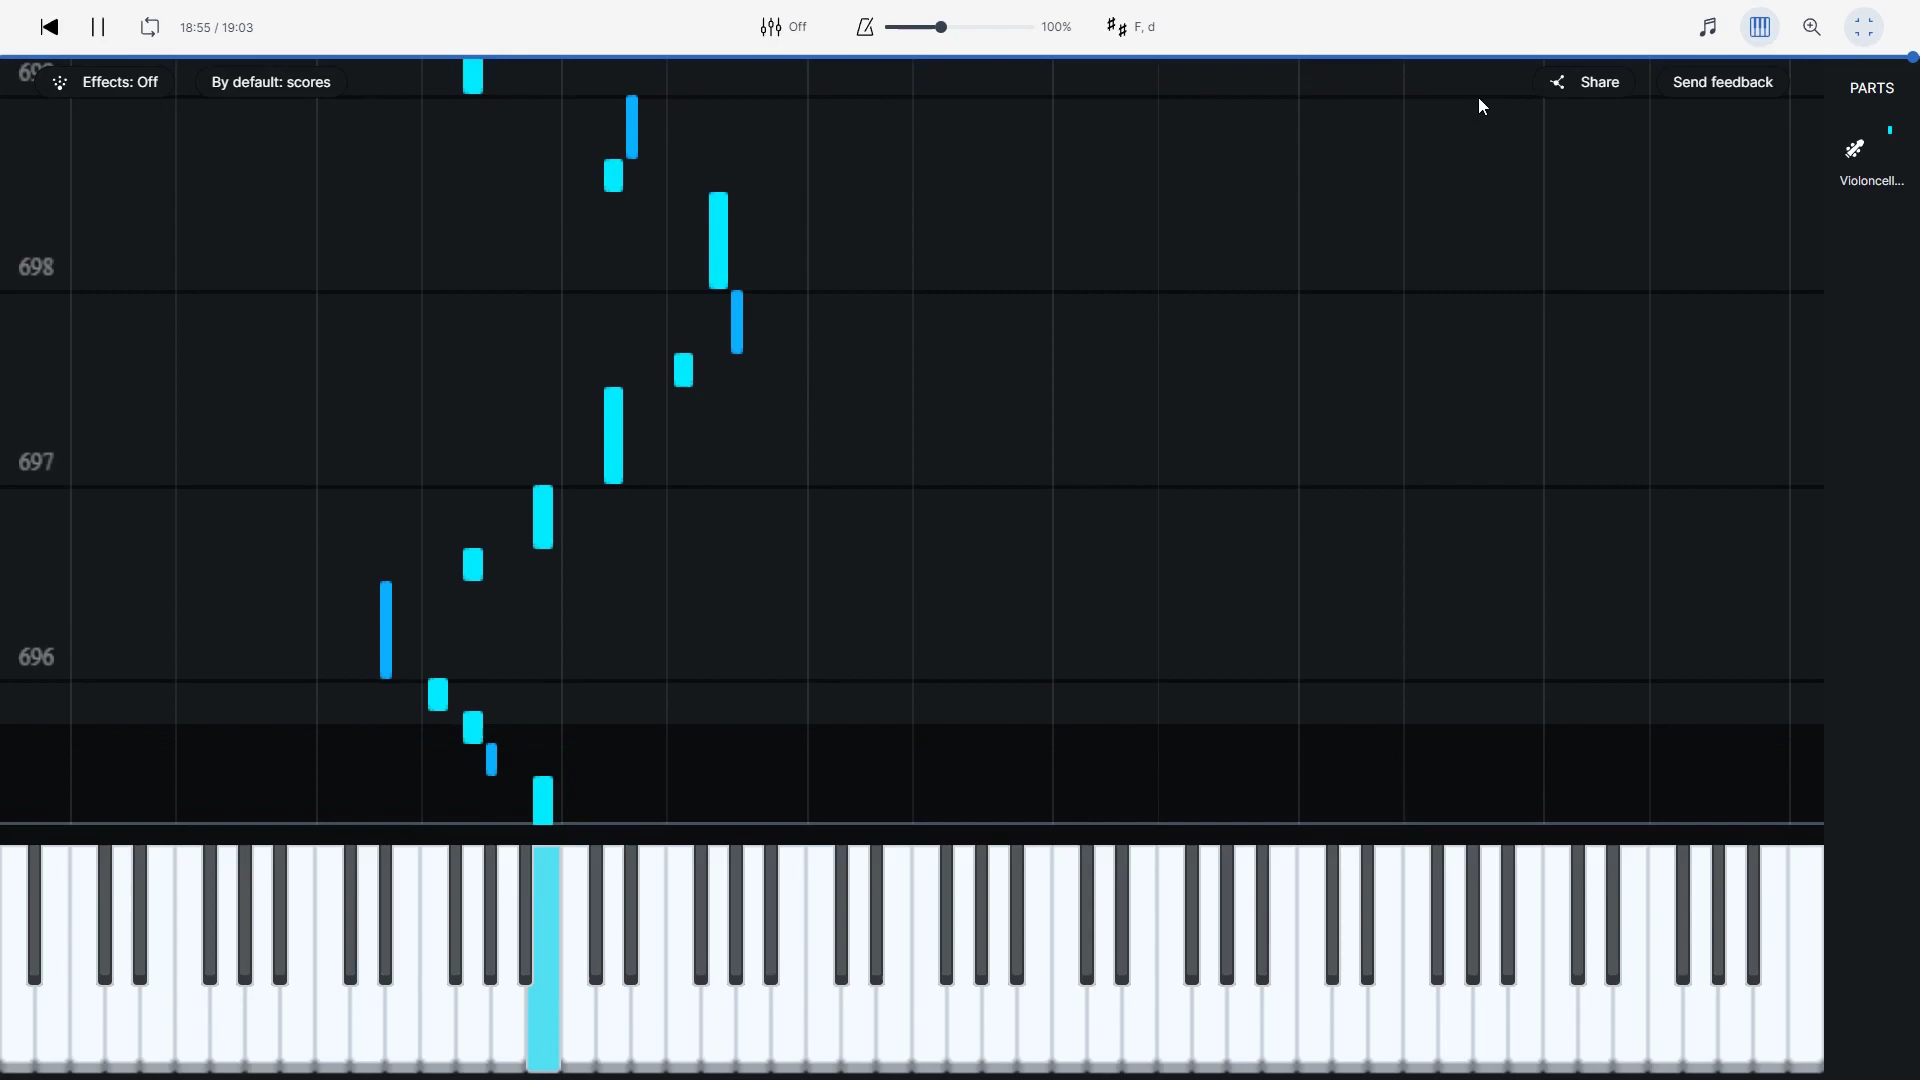 18:55 / 19:03
Off
100%
F, d
Effects: Off
By default: scores
Share
Send feedback
PARTS
Violoncell...
698
697
696